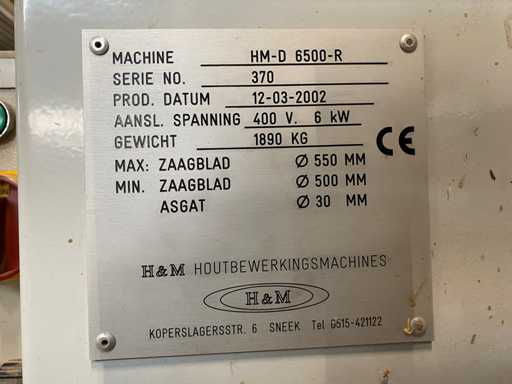 MACHINE HM-D 6500-R
SERIE NO. 370
PROD. DATUM 12-03-2002
AANSL. SPANNING 400 V. 6 kW
GEWICHT 1890 KG
CE
MAX: ZAAGBLAD Ø 550 MM
MIN. ZAAGBLAD Ø 500 MM
ASGAT Ø 30 MM
H&M HOUTBEWERKINGSMACHINES
H&M
KOPERSLAGERSSTR. 6 SNEEK Tel 0515-421122